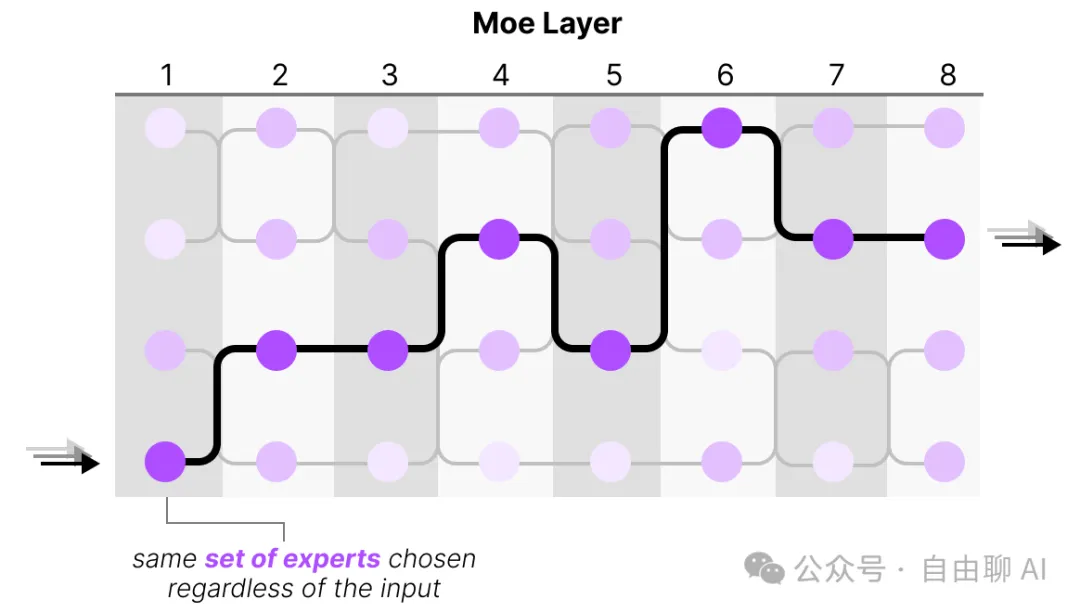 Moe Layer
1 2 3 4 5 6 7 8
same set of experts chosen
regardless of the input
公众号 · 自由聊 AI